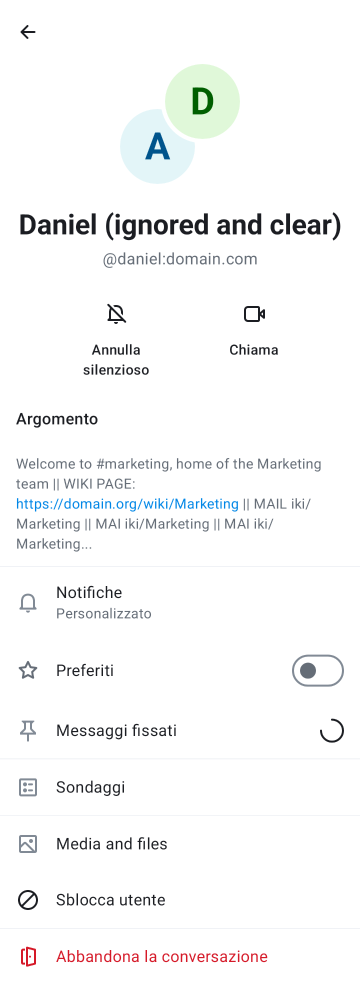 D
A
Daniel (ignored and clear)
@daniel:domain.com
Annulla
silenzioso
Chiama
Argomento
Welcome to #marketing, home of the Marketing
team || WIKI PAGE:
https://domain.org/wiki/Marketing || MAIL iki/
Marketing || MAI iki/Marketing || MAI iki/
Marketing...
Notifiche
Personalizzato
Preferiti
Messaggi fissati
Sondaggi
Media and files
Sblocca utente
Abbandona la conversazione